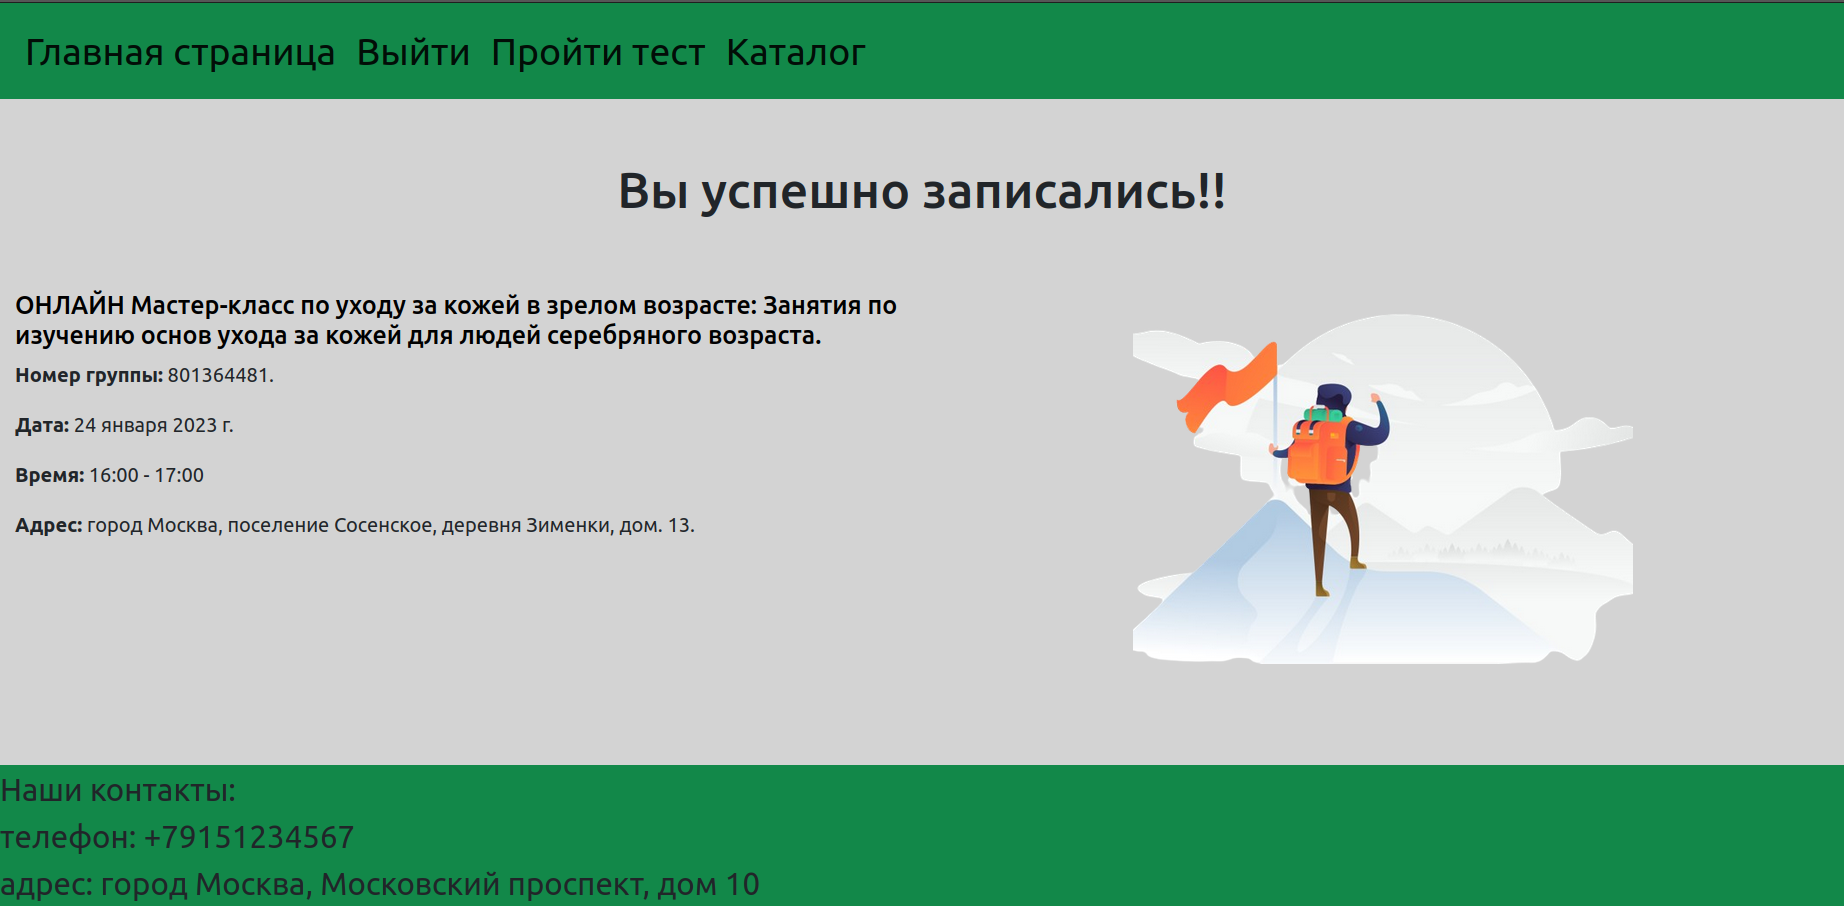 Главная страница Выйти Пройти тест Каталог
Вы успешно записались!!
ОНЛАЙН Мастер-класс по уходу за кожей в зрелом возрасте: Занятия по
изучению основ ухода за кожей для людей серебряного возраста.
Номер группы: 801364481.
Дата: 24 января 2023 г.
Время: 16:00 - 17:00
Адрес: город Москва, поселение Сосенское, деревня Зименки, дом. 13.
Наши контакты:
телефон: +79151234567
адрес: город Москва, Московский проспект, дом 10